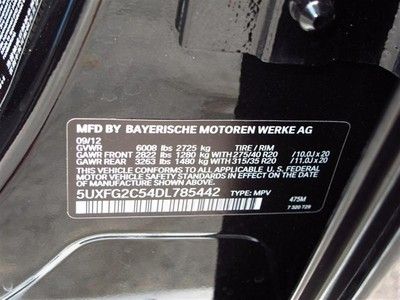 MFD BY BAYERISCHE MOTOREN WERKE AG
09/12
GVWR 6008 lbs 2725 kg TIRE / RIM
GAWR FRONT 2822 lbs 1280 kg WITH 275/40 R20 /10.0J x 20
GAWR REAR 3263 lbs 1480 kg WITH 315/35 R20 /11.0J x 20
THIS VEHICLE CONFORMS TO ALL APPLICABLE U. S. FEDERAL
MOTOR VEHICLE SAFETY STANDARDS IN EFFECT ON THE DATE
OF MANUFACTURE SHOWN ABOVE.
5UXFG2C54DL785442 TYPE: MPV 475M
7 320 729